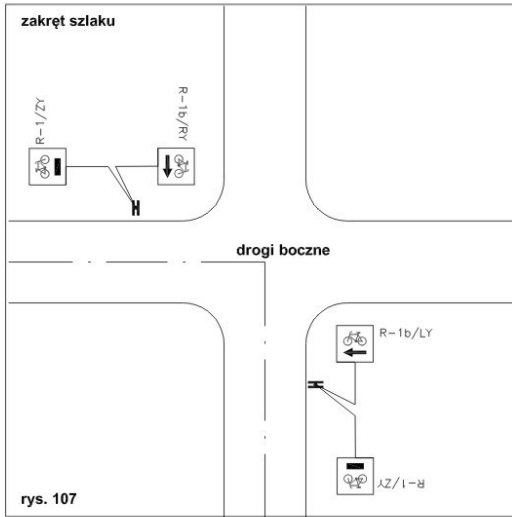 zakręt szlaku
R-1/ZY
R-1b/RY
drogi boczne
R-1b/LY
R-1/ZY
rys. 107